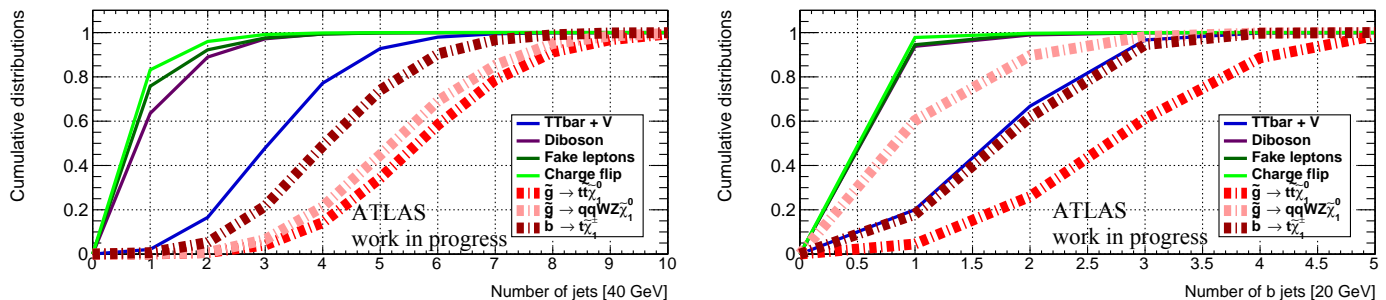 Cumulative distributions
1
0.8
0.6
0.4
0.2
0
TTbar + V
Diboson
Fake leptons
Charge flip
g̃ → tt̄χ̃₁⁰
g̃ → qqWZχ̃₁⁰
b → tχ̃₁±
ATLAS
work in progress
0 1 2 3 4 5 6 7 8 9 10
Number of jets [40 GeV]
Cumulative distributions
1
0.8
0.6
0.4
0.2
0
TTbar + V
Diboson
Fake leptons
Charge flip
g̃ → tt̄χ̃₁⁰
g̃ → qqWZχ̃₁⁰
b → tχ̃₁±
ATLAS
work in progress
0 0.5 1 1.5 2 2.5 3 3.5 4 4.5 5
Number of b jets [20 GeV]